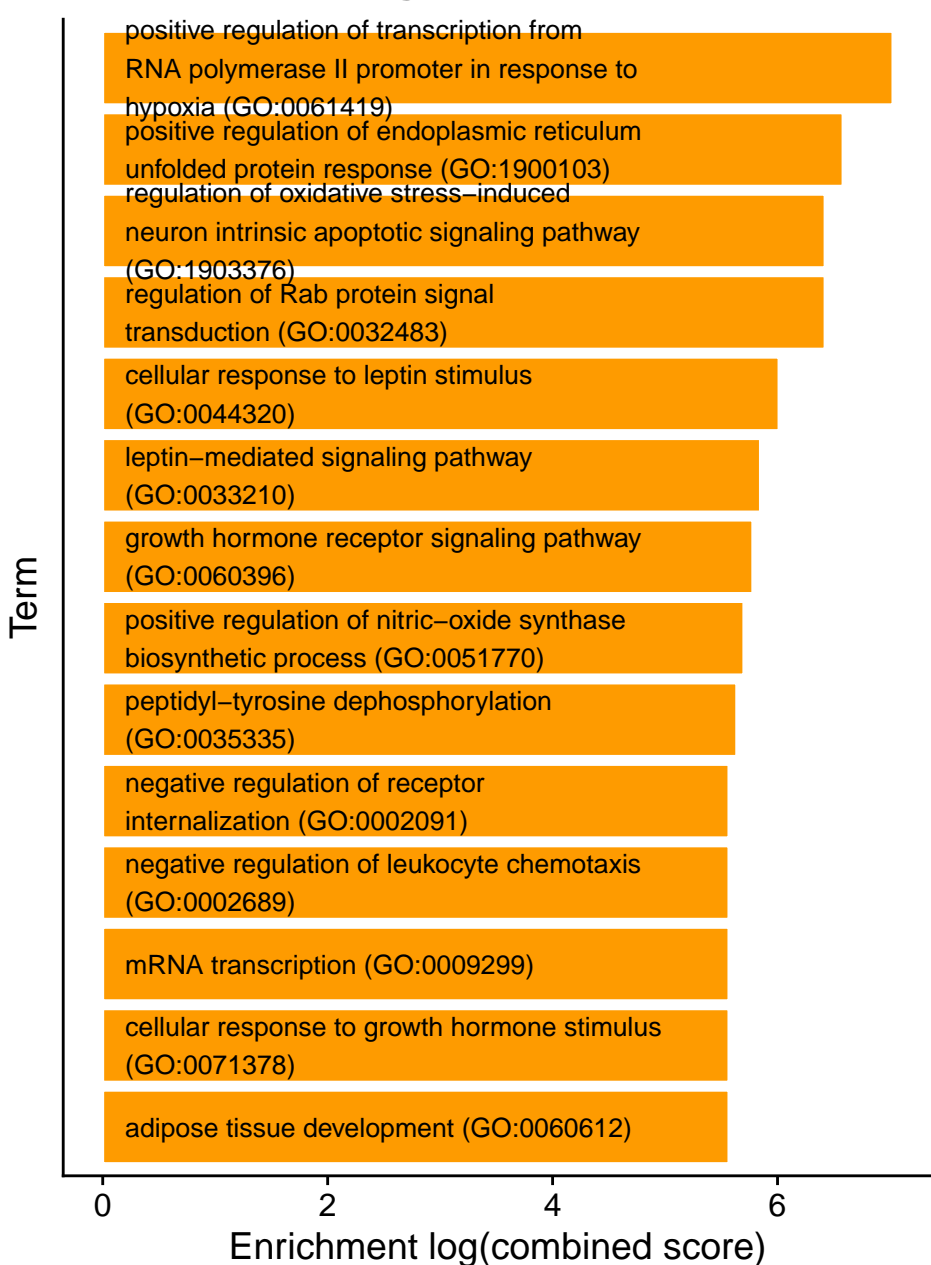 positive regulation of transcription from
RNA polymerase II promoter in response to
hypoxia (GO:0061419)
positive regulation of endoplasmic reticulum
unfolded protein response (GO:1900103)
regulation of oxidative stress−induced
neuron intrinsic apoptotic signaling pathway
(GO:1903376)
regulation of Rab protein signal
transduction (GO:0032483)
cellular response to leptin stimulus
(GO:0044320)
leptin−mediated signaling pathway
(GO:0033210)
growth hormone receptor signaling pathway
(GO:0060396)
positive regulation of nitric−oxide synthase
biosynthetic process (GO:0051770)
peptidyl−tyrosine dephosphorylation
(GO:0035335)
negative regulation of receptor
internalization (GO:0002091)
negative regulation of leukocyte chemotaxis
(GO:0002689)
mRNA transcription (GO:0009299)
cellular response to growth hormone stimulus
(GO:0071378)
adipose tissue development (GO:0060612)
Term
0 2 4 6
Enrichment log(combined score)